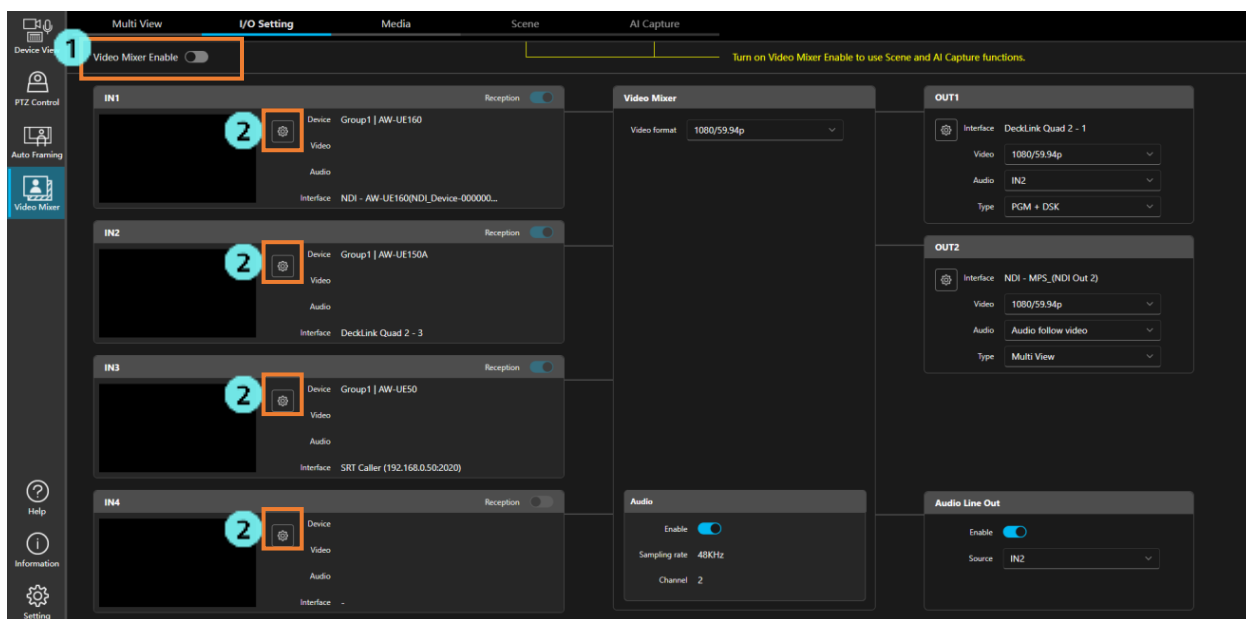 Multi View
I/O Setting
Media
Scene
AI Capture
1
Video Mixer Enable
Turn on Video Mixer Enable to use Scene and AI Capture functions.
Device View
PTZ Control
Auto Framing
Video Mixer
Help
Information
Setting
IN1
Reception
2
Device Group1 | AW-UE160
Video
Audio
Interface NDI - AW-UE160(NDI_Device-000000...
IN2
Reception
2
Device Group1 | AW-UE150A
Video
Audio
Interface DeckLink Quad 2 - 3
IN3
Reception
2
Device Group1 | AW-UE50
Video
Audio
Interface SRT Caller (192.168.0.50:2020)
IN4
Reception
2
Device
Video
Audio
Interface -
Video Mixer
Video format 1080/59.94p
Audio
Enable
Sampling rate 48KHz
Channel 2
OUT1
Interface DeckLink Quad 2 - 1
Video 1080/59.94p
Audio IN2
Type PGM + DSK
OUT2
Interface NDI - MPS_(NDI Out 2)
Video 1080/59.94p
Audio Audio follow video
Type Multi View
Audio Line Out
Enable
Source IN2